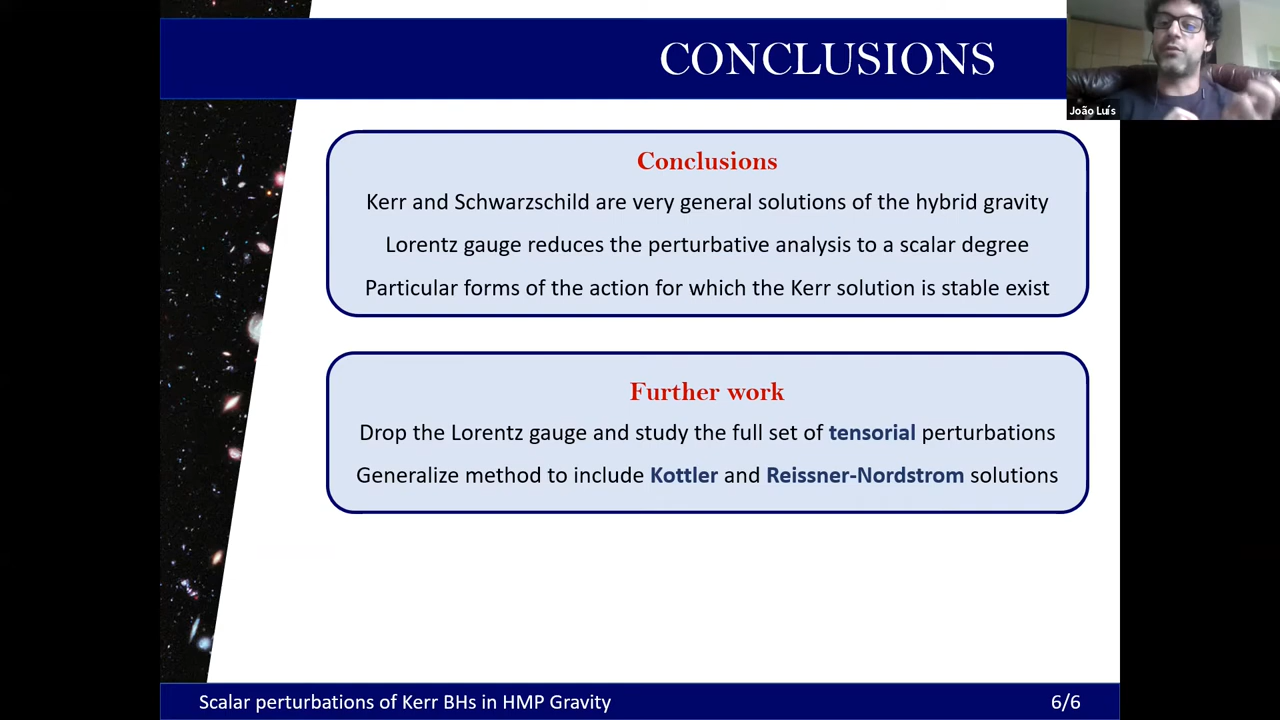 CONCLUSIONS
João Luís
Conclusions
Kerr and Schwarzschild are very general solutions of the hybrid gravity
Lorentz gauge reduces the perturbative analysis to a scalar degree
Particular forms of the action for which the Kerr solution is stable exist
Further work
Drop the Lorentz gauge and study the full set of tensorial perturbations
Generalize method to include Kottler and Reissner-Nordstrom solutions
Scalar perturbations of Kerr BHs in HMP Gravity
6/6